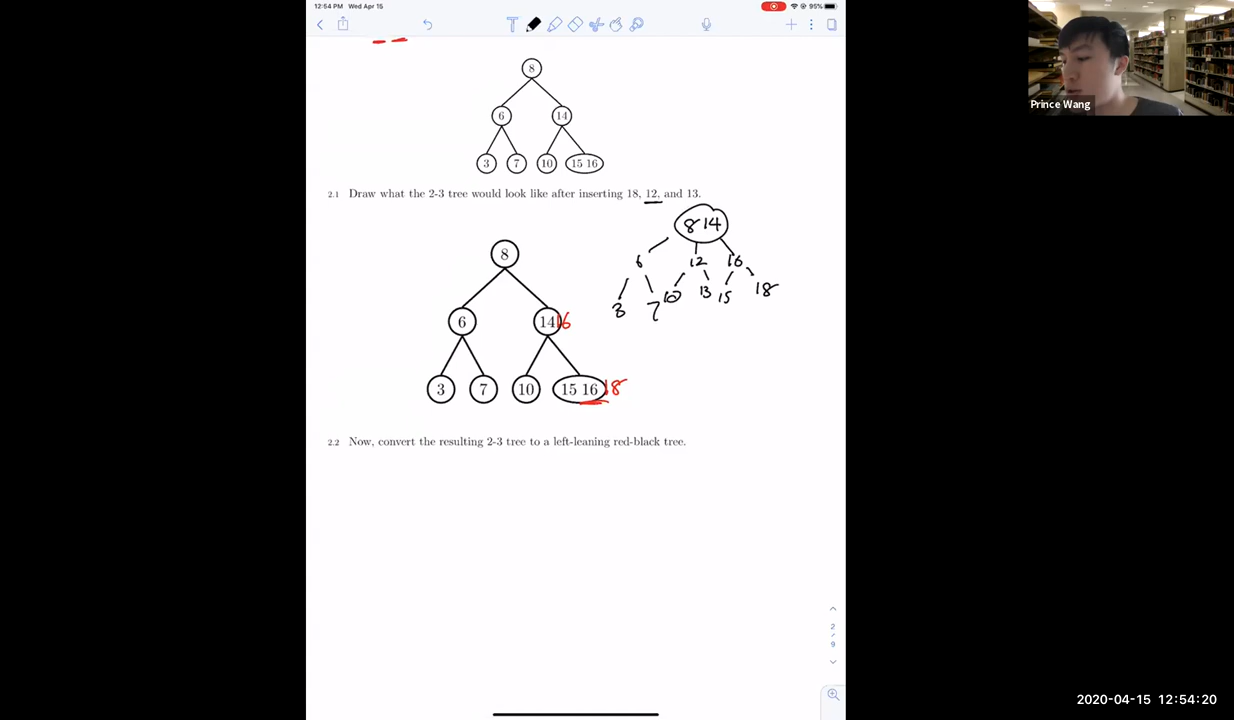 12:54 PM Wed Apr 15
95%
T
8
6 14
3 7 10 15 16
2.1 Draw what the 2-3 tree would look like after inserting 18, 12, and 13.
8 14
6 12 16
3 7 10 13 15 18
8
6 14 16
3 7 10 15 16 18
2.2 Now, convert the resulting 2-3 tree to a left-leaning red-black tree.
2
/
9
Prince Wang
2020-04-15 12:54:20